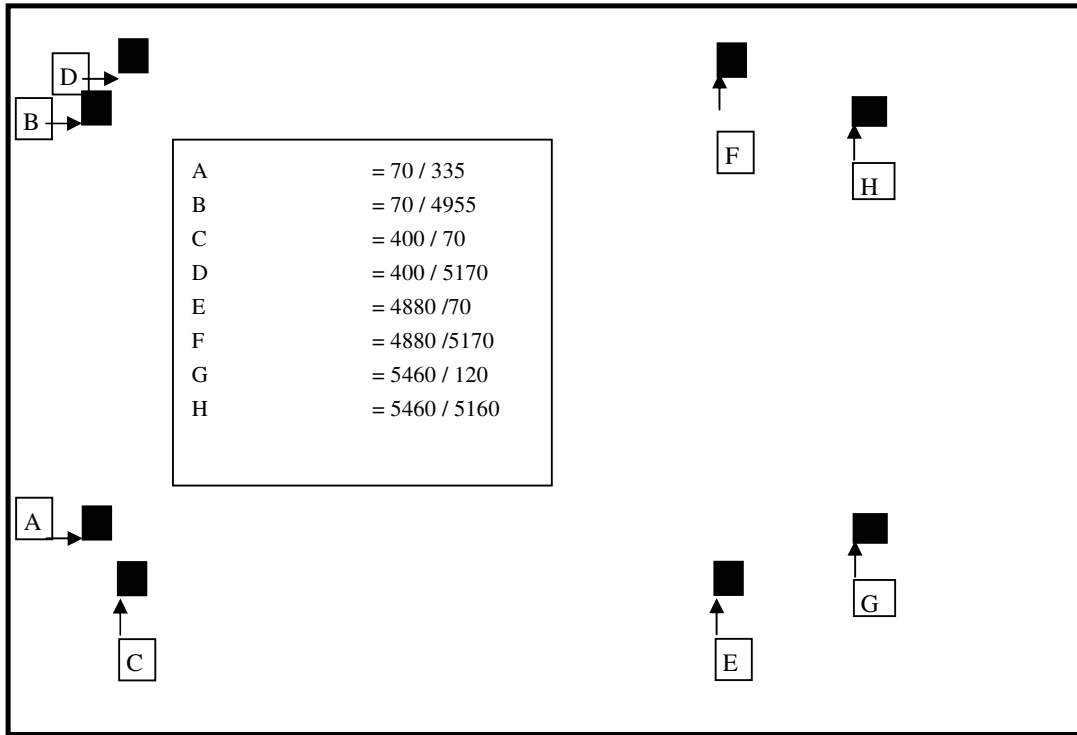 D
B
F
H
A = 70 / 335
B = 70 / 4955
C = 400 / 70
D = 400 / 5170
E = 4880 /70
F = 4880 /5170
G = 5460 / 120
H = 5460 / 5160
A
G
C
E